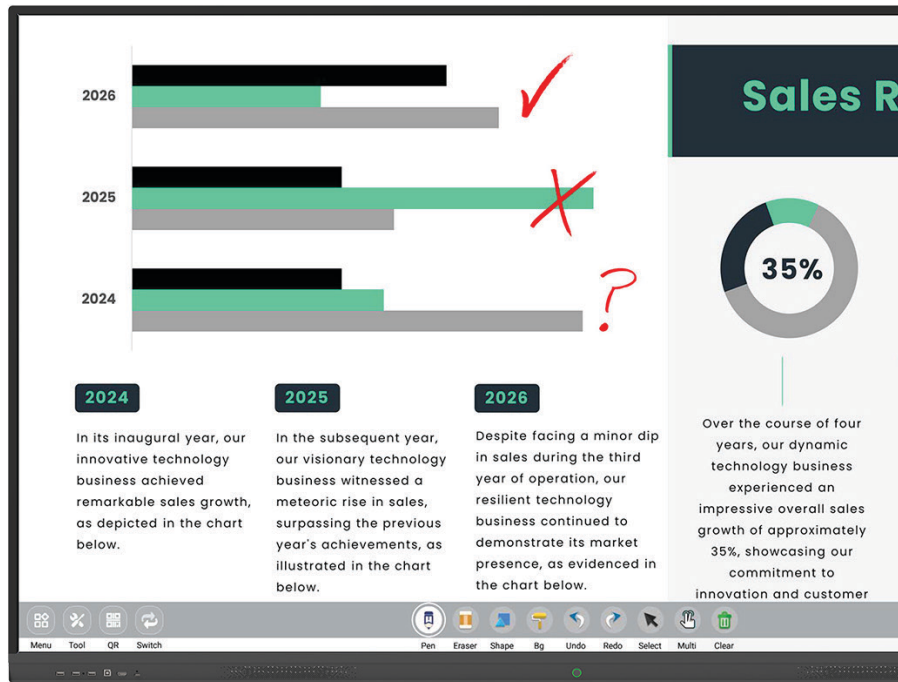 2026
2025
2024
Sales R
35%
2024
In its inaugural year, our
innovative technology
business achieved
remarkable sales growth,
as depicted in the chart
below.
2025
In the subsequent year,
our visionary technology
business witnessed a
meteoric rise in sales,
surpassing the previous
year's achievements, as
illustrated in the chart
below.
2026
Despite facing a minor dip
in sales during the third
year of operation, our
resilient technology
business continued to
demonstrate its market
presence, as evidenced in
the chart below.
Over the course of four
years, our dynamic
technology business
experienced an
impressive overall sales
growth of approximately
35%, showcasing our
commitment to
innovation and customer
Menu Tool QR Switch Pen Eraser Shape Bg Undo Redo Select Multi Clear